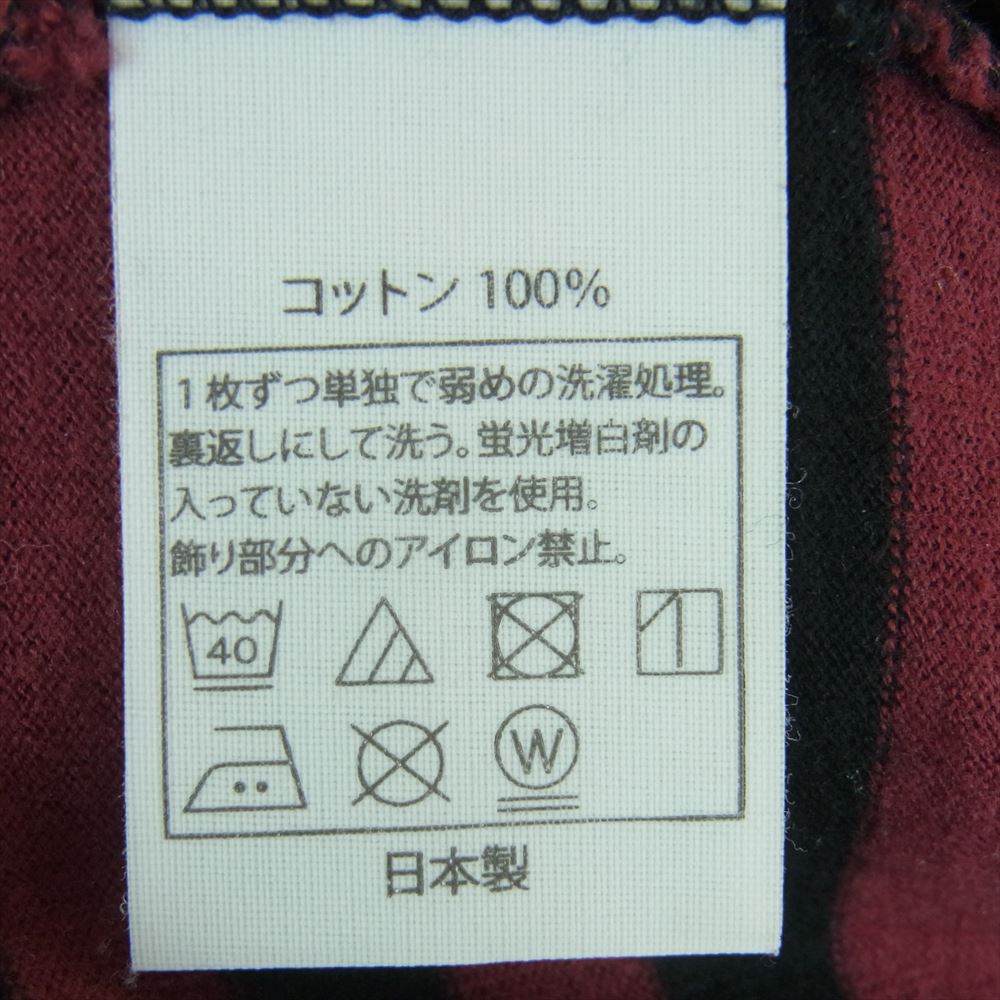 コットン 100%
1枚ずつ単独で弱めの洗濯処理。
裏返しにして洗う。蛍光増白剤の
入っていない洗剤を使用。
飾り部分へのアイロン禁止。
40
W
日本製